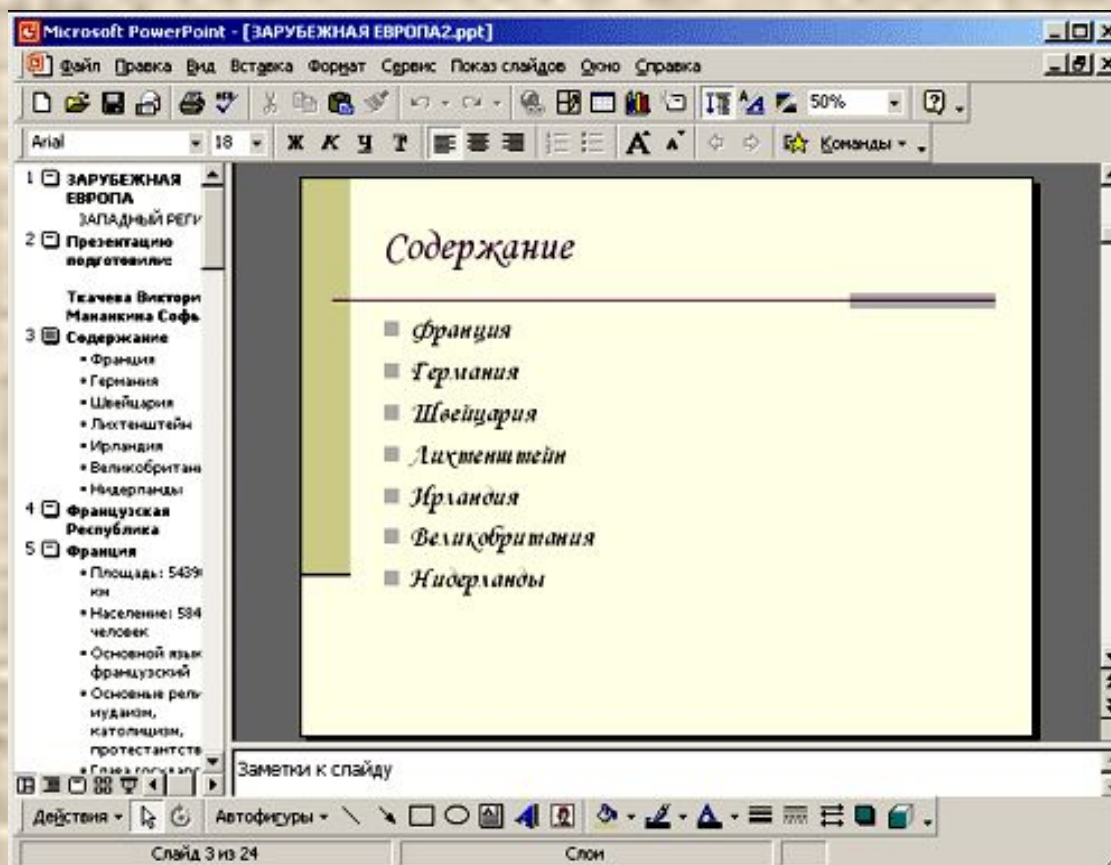 Microsoft PowerPoint - [ЗАРУБЕЖНАЯ ЕВРОПА2.ppt]
Файл Правка Вид Вставка Формат Сервис Показ слайдов Окно Справка
50%
Arial 18 Ж К Ч Т Команды
1 ЗАРУБЕЖНАЯ
ЕВРОПА
ЗАПАДНЫЙ РЕГИ
2 Презентацию
подготовили:
Ткачева Виктори
Мананкина Софь
3 Содержание
• Франция
• Германия
• Швейцария
• Лихтенштейн
• Ирландия
• Великобритан
• Нидерланды
4 Французская
Республика
5 Франция
• Площадь: 5439
км
• Население: 584
человек
• Основной язык
французский
• Основные рели
иудаизм,
католицизм,
протестантств
• Глава государс
Содержание
Франция
Германия
Швейцария
Лихтенштейн
Ирландия
Великобритания
Нидерланды
Заметки к слайду
Действия Автофигуры
Слайд 3 из 24 Слои